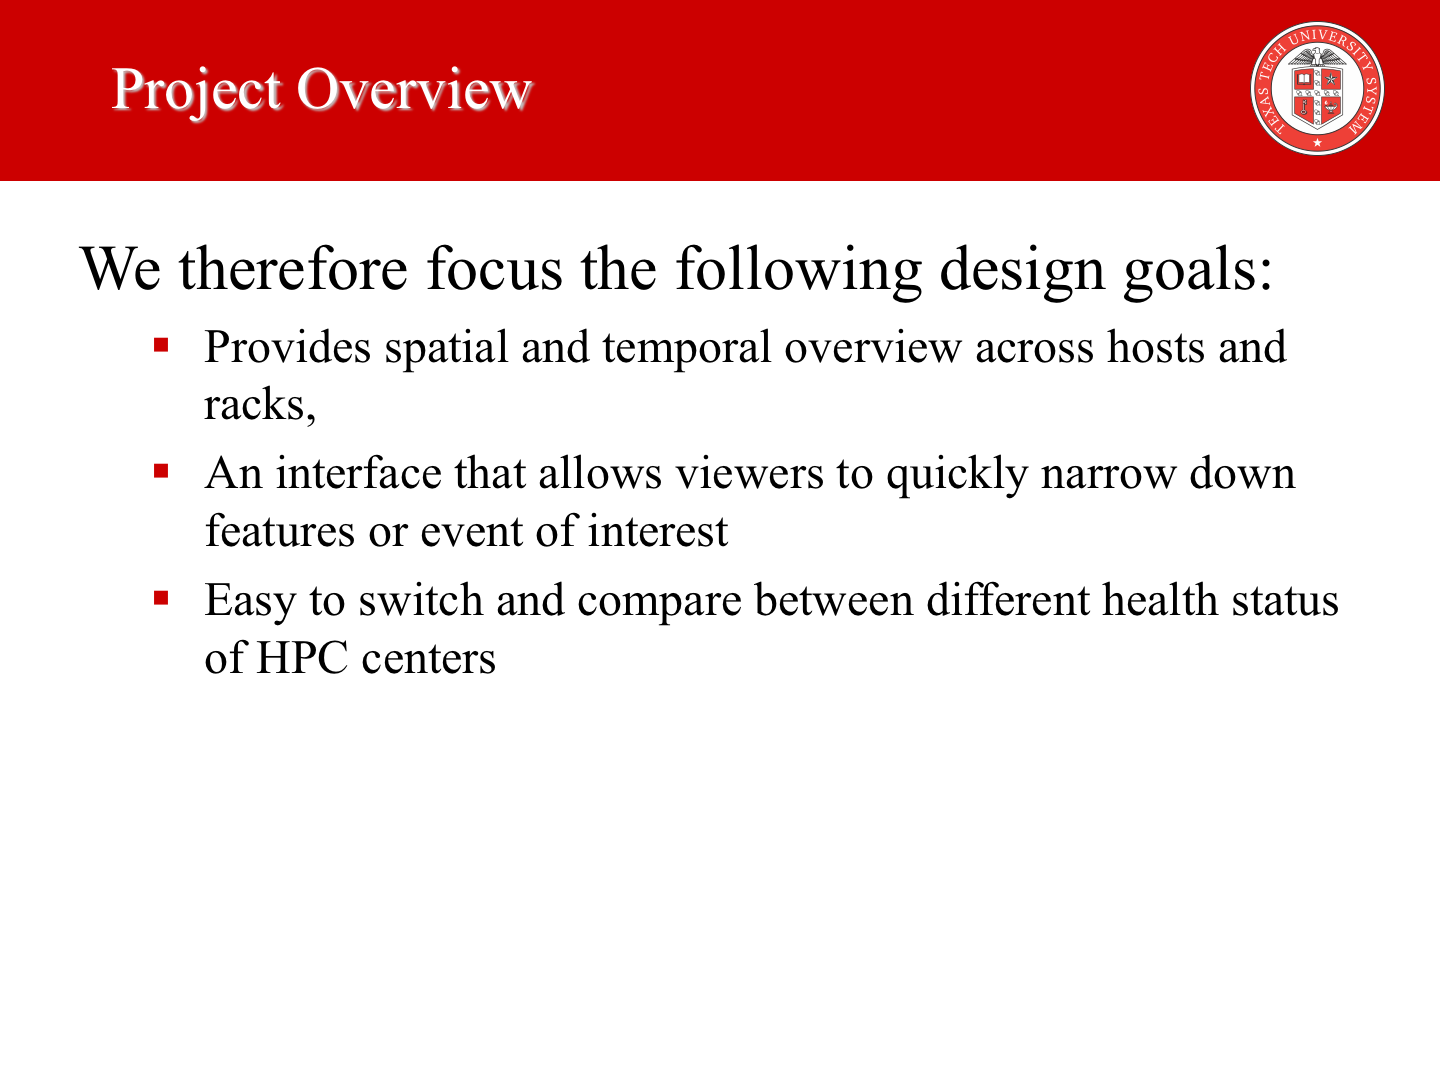 Project Overview
TEXAS TECH UNIVERSITY SYSTEM
We therefore focus the following design goals:
Provides spatial and temporal overview across hosts and
racks,
An interface that allows viewers to quickly narrow down
features or event of interest
Easy to switch and compare between different health status
of HPC centers